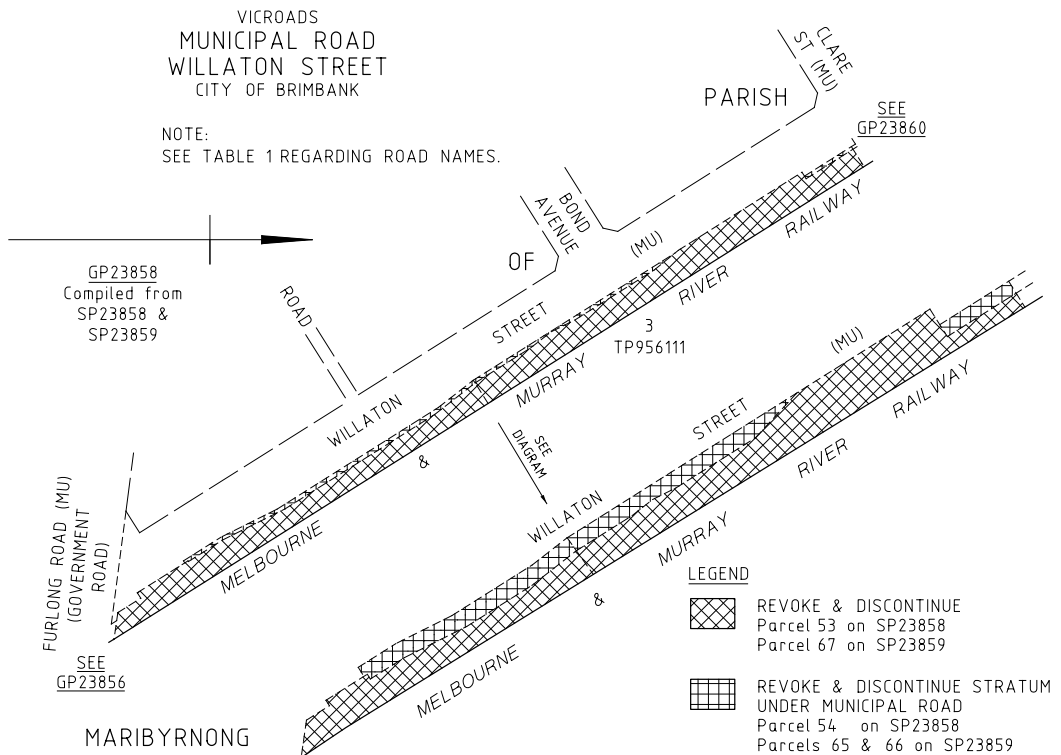 VICROADS
MUNICIPAL ROAD
WILLATON STREET
CITY OF BRIMBANK
NOTE:
SEE TABLE 1 REGARDING ROAD NAMES.
CLARE
ST (MU)
PARISH
SEE
GP23860
BOND
AVENUE
OF
(MU)
RAILWAY
RIVER
GP23858
Compiled from
SP23858 &
SP23859
ROAD
STREET
3
TP956111
MURRAY
WILLATON
&
SEE
DIAGRAM
MELBOURNE
FURLONG ROAD (MU)
(GOVERNMENT
ROAD)
SEE
GP23856
MARIBYRNONG
(MU)
STREET
RAILWAY
RIVER
WILLATON
MURRAY
&
MELBOURNE
LEGEND
REVOKE & DISCONTINUE
Parcel 53 on SP23858
Parcel 67 on SP23859
REVOKE & DISCONTINUE STRATUM
UNDER MUNICIPAL ROAD
Parcel 54 on SP23858
Parcels 65 & 66 on SP23859